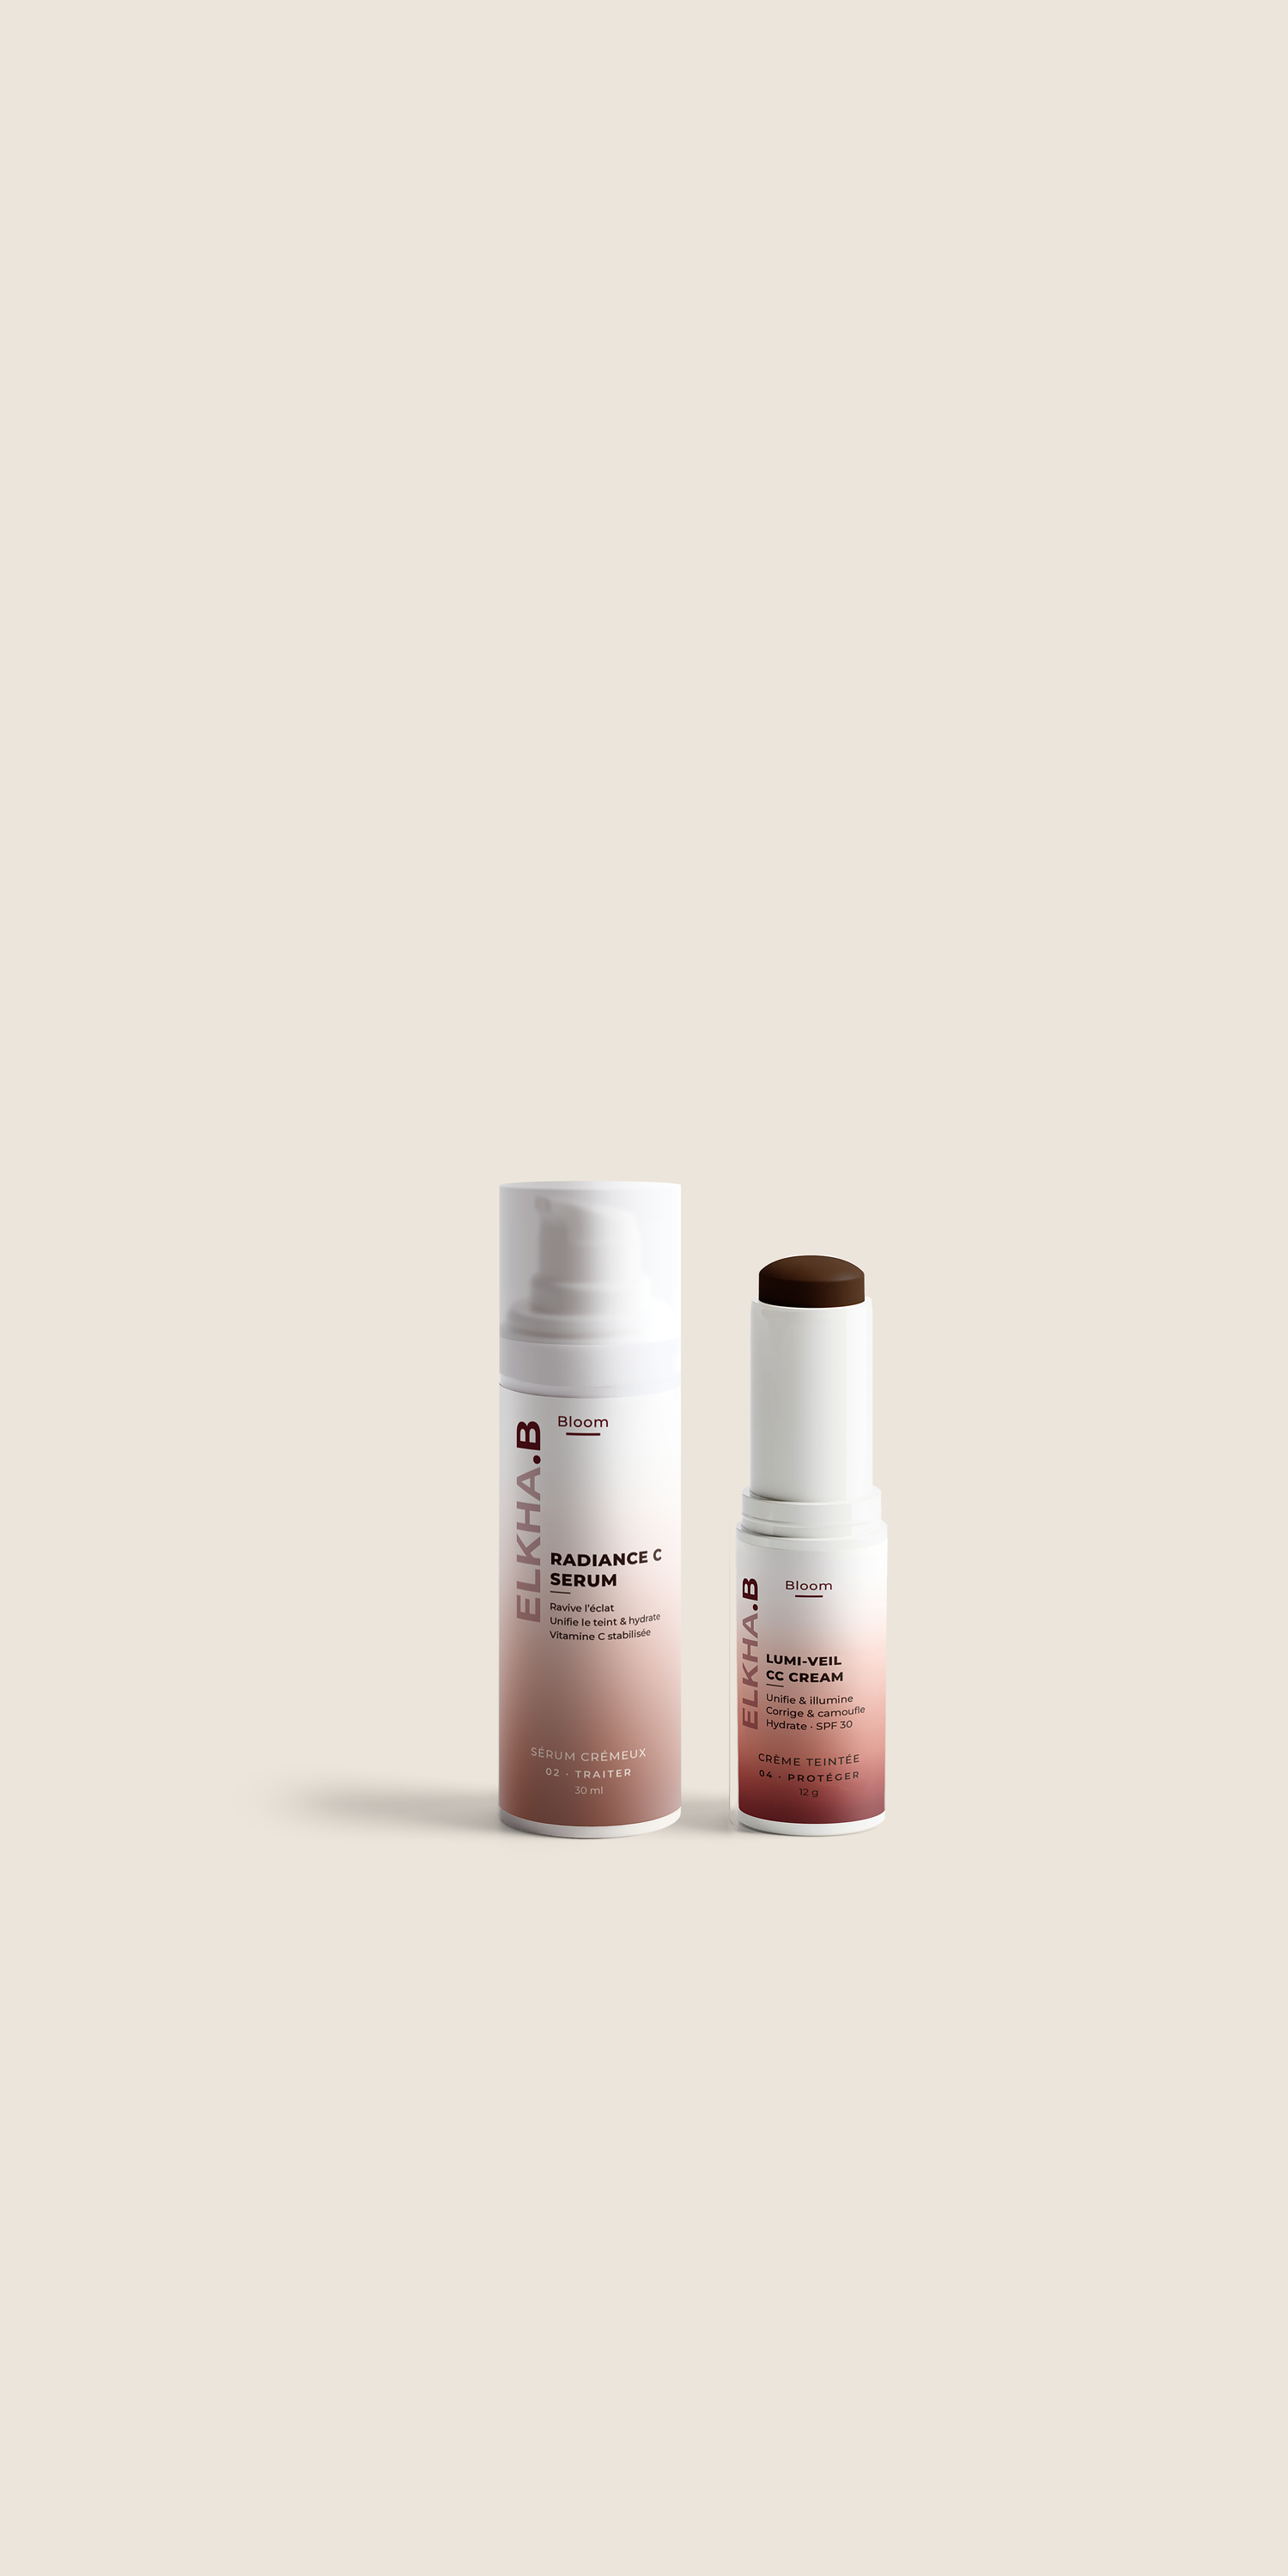 ELKHA.B
Bloom
RADIANCE C
SERUM
Ravive l'éclat
Unifie le teint & hydrate
Vitamine C stabilisée
SÉRUM CRÉMEUX
02 · TRAITER
30 ml
ELKHA.B
Bloom
LUMI-VEIL
CC CREAM
Unifie & illumine
Corrige & camoufle
Hydrate · SPF 30
CRÈME TEINTÉE
04 · PROTÉGER
12 g